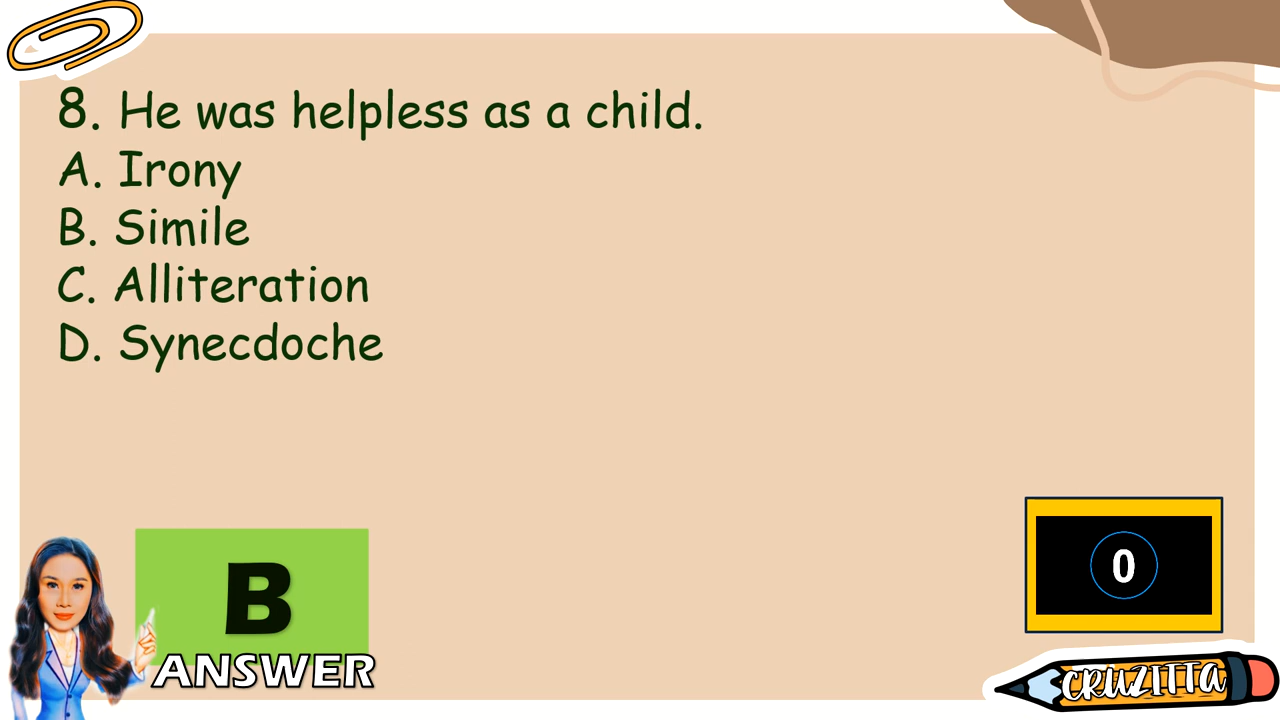 8. He was helpless as a child.
A. Irony
B. Simile
C. Alliteration
D. Synecdoche
B
ANSWER
0
CRUZITTA